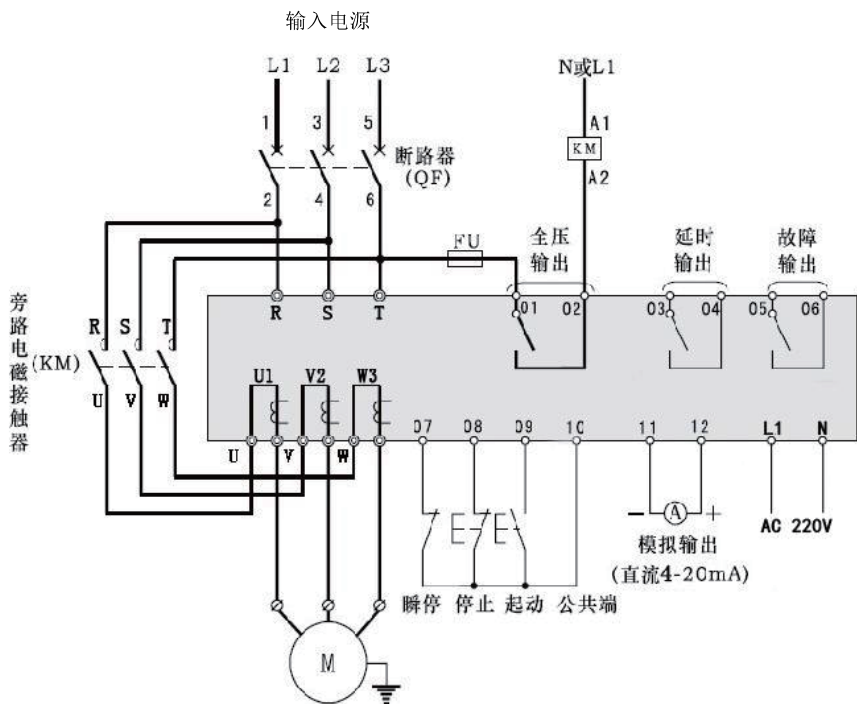 输入电源
L1 L2 L3 N或L1
1 3 5 A1
KM
断路器
(QF)
A2
2 4 6
FU
全压
输出
延时
输出
故障
输出
R S T 01 02 03 04 05 06
旁路电磁接触器
(KM)
R S T
U V W
U1 V2 W3
U V W
07 08 09 10 11 12 L1 N
- A +
AC 220V
模拟输出
(直流4-20mA)
瞬停 停止 起动 公共端
M